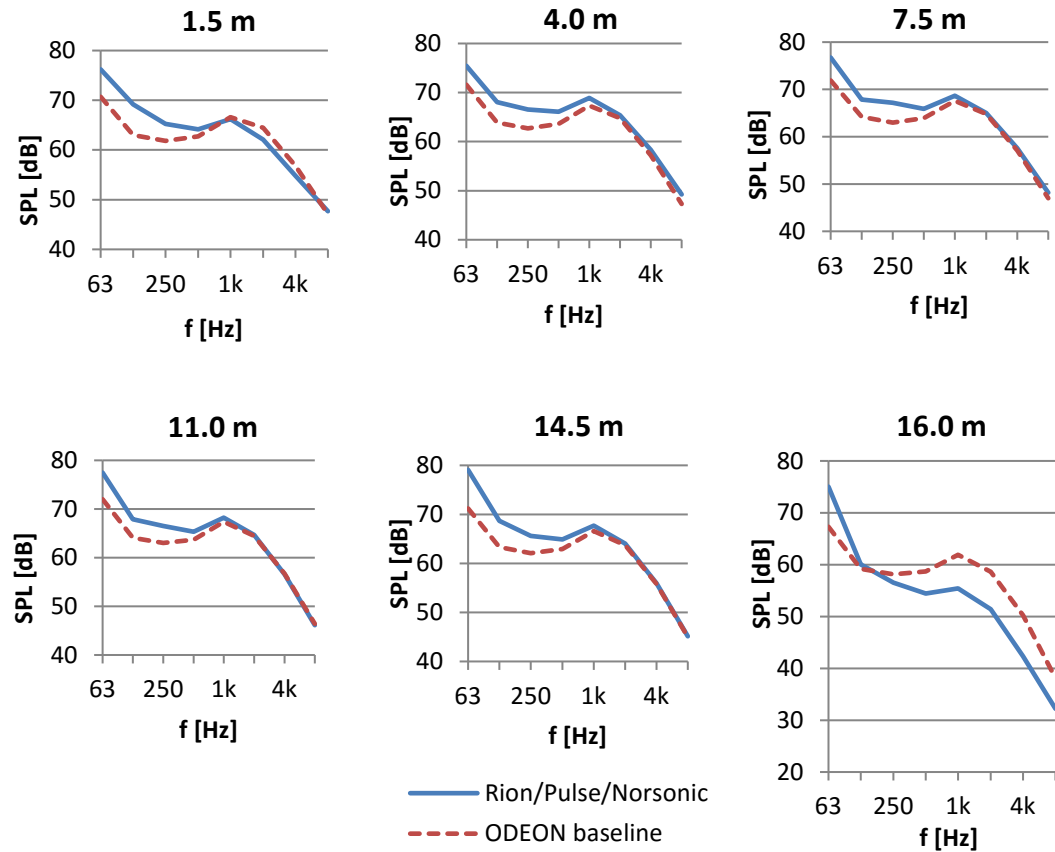 1.5 m
80
70
60
50
40
SPL [dB]
63 250 1k 4k
f [Hz]
4.0 m
80
70
60
50
40
SPL [dB]
63 250 1k 4k
f [Hz]
7.5 m
80
70
60
50
40
SPL [dB]
63 250 1k 4k
f [Hz]
11.0 m
80
70
60
50
40
SPL [dB]
63 250 1k 4k
f [Hz]
14.5 m
80
70
60
50
40
SPL [dB]
63 250 1k 4k
f [Hz]
16.0 m
80
70
60
50
40
30
20
SPL [dB]
63 250 1k 4k
f [Hz]
Rion/Pulse/Norsonic
ODEON baseline